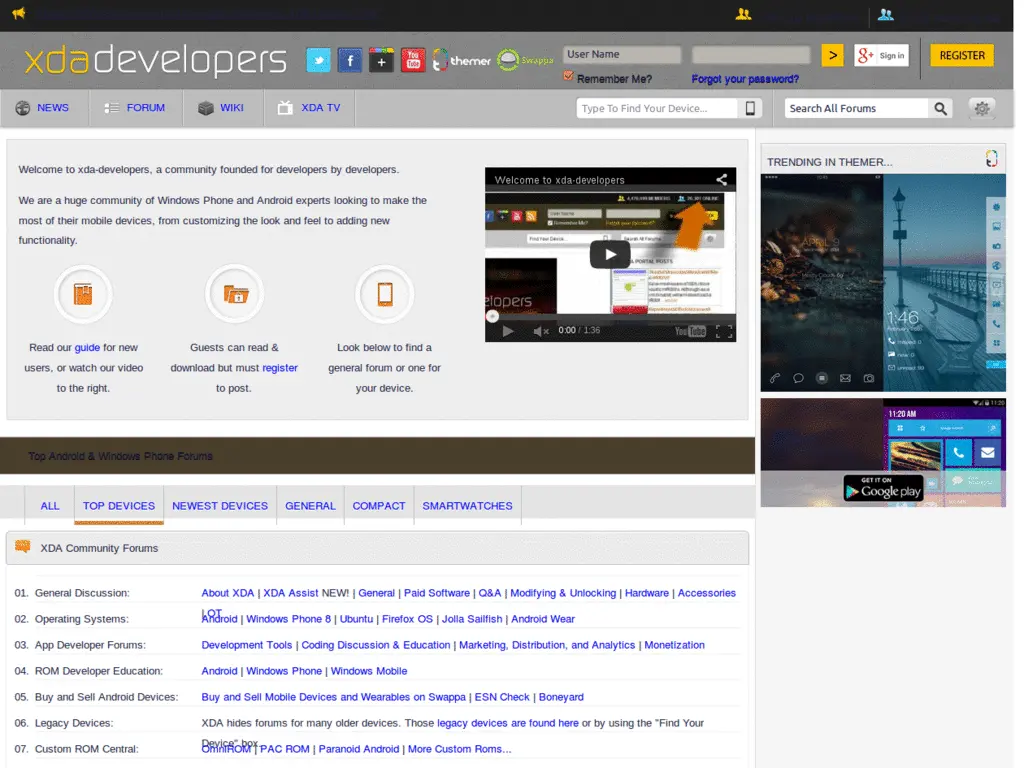 xdadevelopers
You Tube
themer
Swappa
User Name
Remember Me?
Forgot your password?
>
g+ Sign in
REGISTER
NEWS
FORUM
WIKI
XDA TV
Type To Find Your Device...
Search All Forums
Welcome to xda-developers, a community founded for developers by developers.
We are a huge community of Windows Phone and Android experts looking to make the
most of their mobile devices, from customizing the look and feel to adding new
functionality.
Read our guide for new
users, or watch our video
to the right.
Guests can read &
download but must register
to post.
Look below to find a
general forum or one for
your device.
Welcome to xda-developers
0:00 / 1:36
YouTube
TRENDING IN THEMER...
APRIL 9
1:46
11:20
11:20 AM
GET IT ON
Google play
Top Android & Windows Phone Forums
ALL
TOP DEVICES
NEWEST DEVICES
GENERAL
COMPACT
SMARTWATCHES
XDA Community Forums
01. General Discussion: About XDA | XDA Assist NEW! | General | Paid Software | Q&A | Modifying & Unlocking | Hardware | Accessories
| OT
02. Operating Systems: Android | Windows Phone 8 | Ubuntu | Firefox OS | Jolla Sailfish | Android Wear
03. App Developer Forums: Development Tools | Coding Discussion & Education | Marketing, Distribution, and Analytics | Monetization
04. ROM Developer Education: Android | Windows Phone | Windows Mobile
05. Buy and Sell Android Devices: Buy and Sell Mobile Devices and Wearables on Swappa | ESN Check | Boneyard
06. Legacy Devices: XDA hides forums for many older devices. Those legacy devices are found here or by using the "Find Your
Device" box.
07. Custom ROM Central: OmniROM | PAC ROM | Paranoid Android | More Custom Roms...